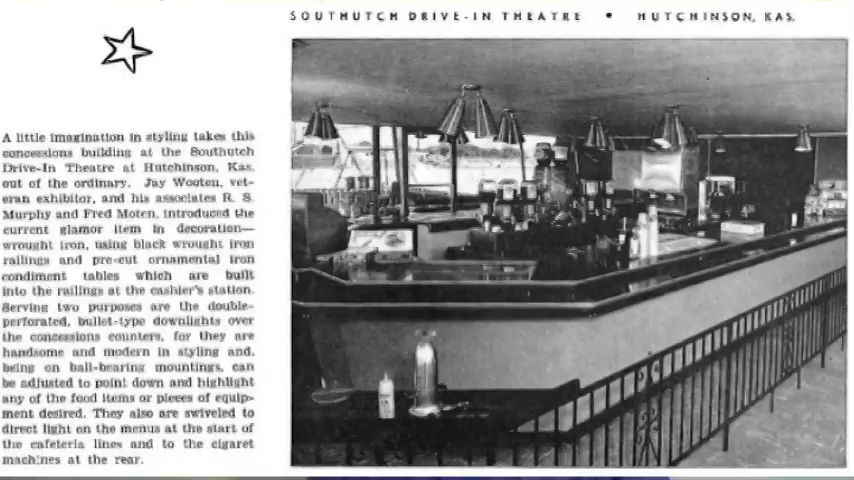 SOUTHUTCH DRIVE-IN THEATRE • HUTCHINSON, KAS.
A little imagination in styling takes this
concessions building at the Southutch
Drive-In Theatre at Hutchinson, Kas.
out of the ordinary. Jay Wooten, vet-
eran exhibitor, and his associates R. S.
Murphy and Fred Moten, introduced the
current glamor item in decoration—
wrought iron, using black wrought iron
railings and pre-cut ornamental iron
condiment tables which are built
into the railings at the cashier's station.
Serving two purposes are the double-
perforated, bullet-type downlights over
the concessions counters, for they are
handsome and modern in styling and,
being on ball-bearing mountings, can
be adjusted to point down and highlight
any of the food items or pieces of equip-
ment desired. They also are swiveled to
direct light on the menus at the start of
the cafeteria lines and to the cigaret
machines at the rear.